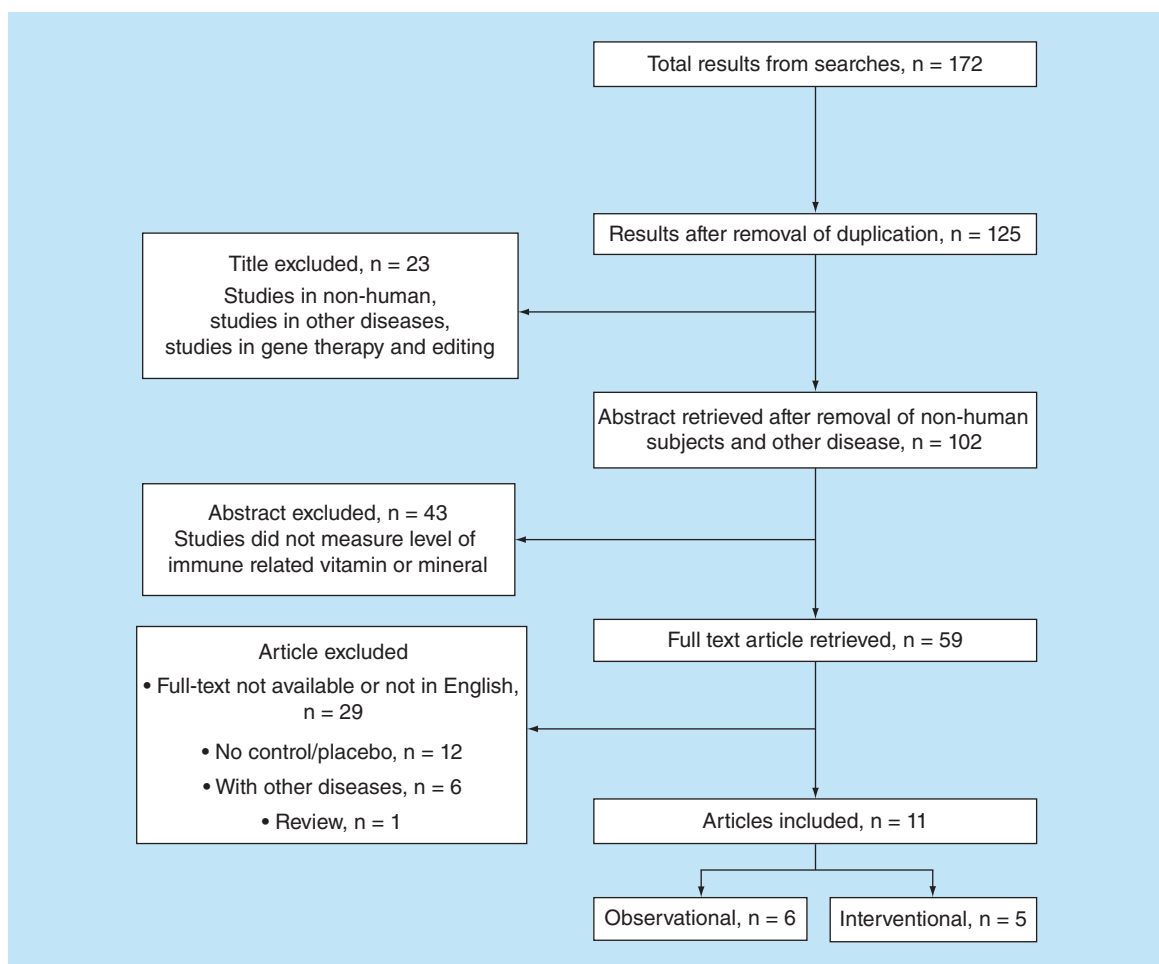 Total results from searches, n = 172
Results after removal of duplication, n = 125
Title excluded, n = 23
Studies in non-human,
studies in other diseases,
studies in gene therapy and editing
Abstract retrieved after removal of non-human
subjects and other disease, n = 102
Abstract excluded, n = 43
Studies did not measure level of
immune related vitamin or mineral
Full text article retrieved, n = 59
Article excluded
• Full-text not available or not in English,
n = 29
• No control/placebo, n = 12
• With other diseases, n = 6
• Review, n = 1
Articles included, n = 11
Observational, n = 6
Interventional, n = 5